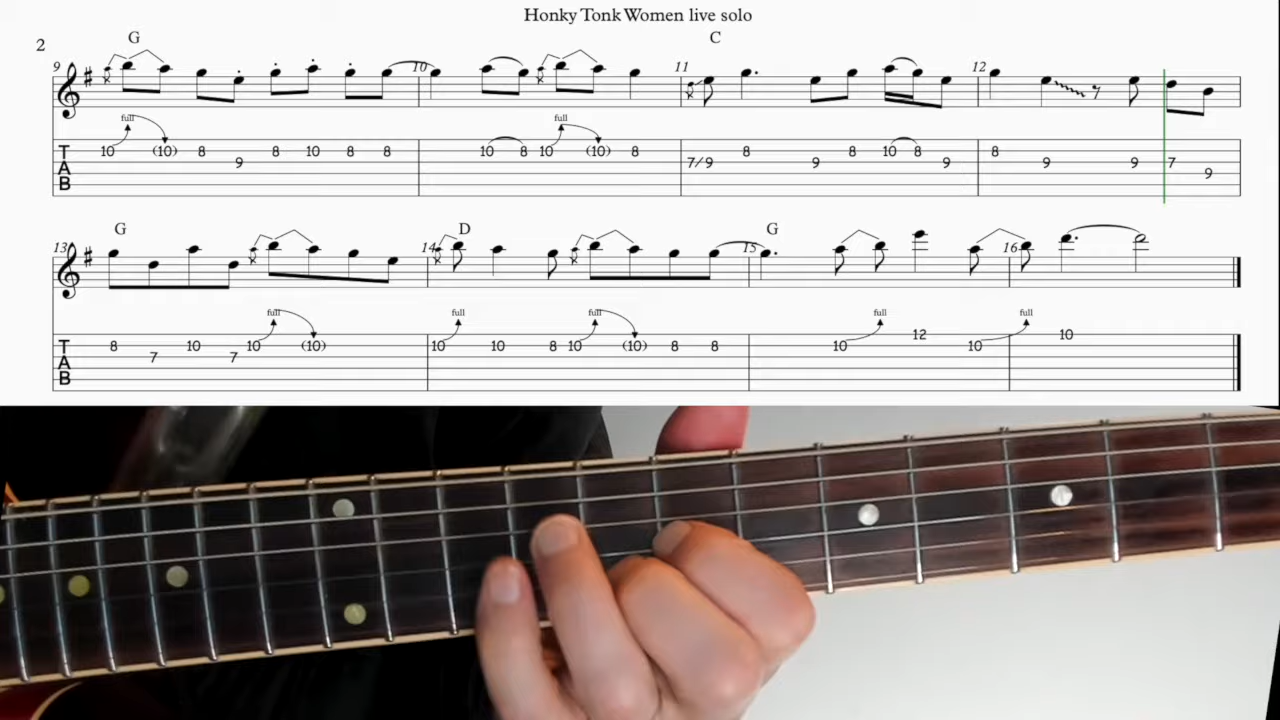 Honky Tonk Women live solo
2
G C
9 10 11 12
full full
T 10 (10) 8 8 10 8 8 10 8 10 (10) 8 8 8 10 8 8
A 9 7/9 9 9 9 9 7
B 9
G D G
13 14 15 16
full full full full full
10 12 10
T 8 10 10 (10) 10 10 8 10 (10) 8 8 10 10
A 7 7
B